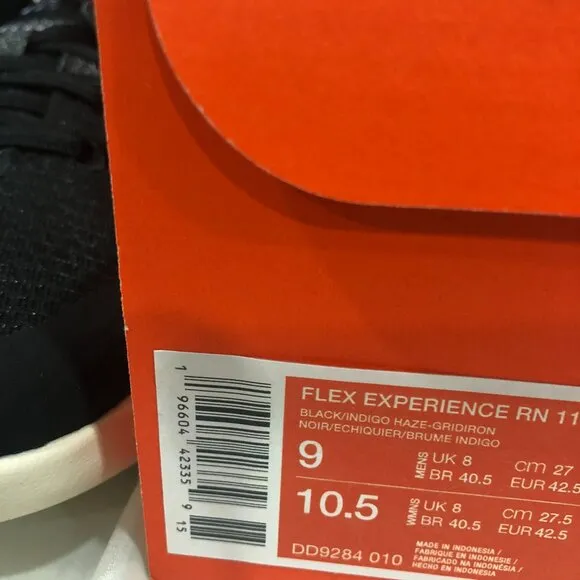 1 96604 42335 9 15
FLEX EXPERIENCE RN 11
BLACK/INDIGO HAZE-GRIDIRON
NOIR/ECHIQUIER/BRUME INDIGO
9 MENS UK 8 cm 27
BR 40.5 EUR 42.5
10.5 WMNS UK 8 cm 27.5
BR 40.5 EUR 42.5
DD9284 010
MADE IN INDONESIA /
FABRIQUE EN INDONESIE /
FABRICADO NA INDONÉSIA /
HECHO EN INDONESIA